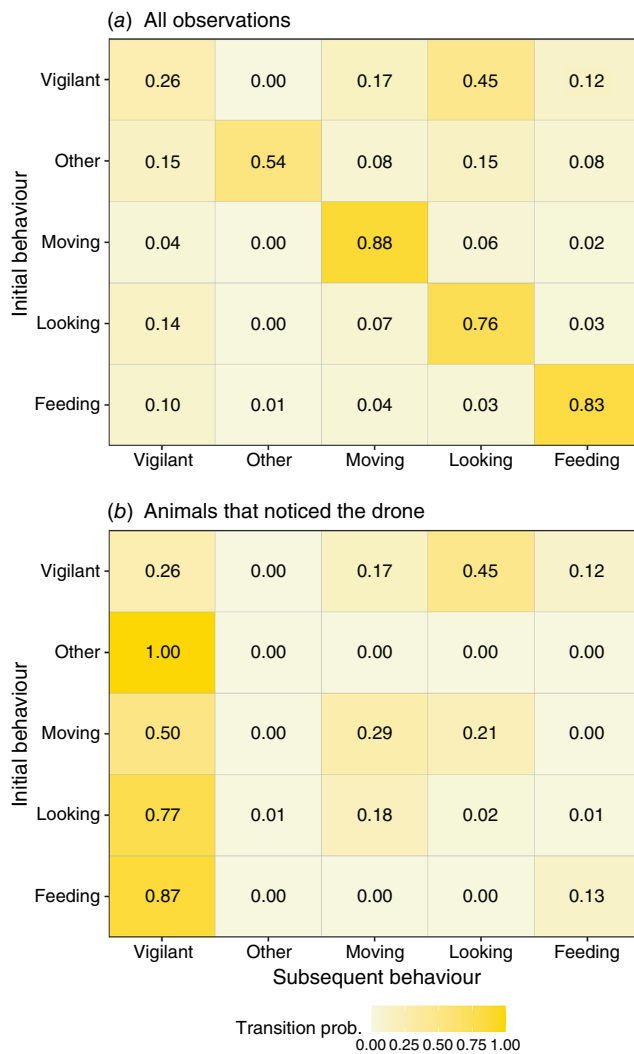 (a) All observations
Vigilant 0.26 0.00 0.17 0.45 0.12
Other 0.15 0.54 0.08 0.15 0.08
Moving 0.04 0.00 0.88 0.06 0.02
Looking 0.14 0.00 0.07 0.76 0.03
Feeding 0.10 0.01 0.04 0.03 0.83
Initial behaviour
Vigilant Other Moving Looking Feeding
(b) Animals that noticed the drone
Vigilant 0.26 0.00 0.17 0.45 0.12
Other 1.00 0.00 0.00 0.00 0.00
Moving 0.50 0.00 0.29 0.21 0.00
Looking 0.77 0.01 0.18 0.02 0.01
Feeding 0.87 0.00 0.00 0.00 0.13
Initial behaviour
Vigilant Other Moving Looking Feeding
Subsequent behaviour
Transition prob.
0.00 0.25 0.50 0.75 1.00